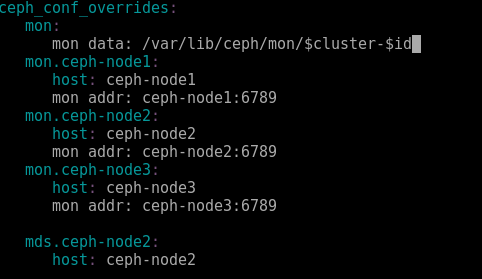 ceph_conf_overrides:
   mon:
      mon data: /var/lib/ceph/mon/$cluster-$id
   mon.ceph-node1:
      host: ceph-node1
      mon addr: ceph-node1:6789
   mon.ceph-node2:
      host: ceph-node2
      mon addr: ceph-node2:6789
   mon.ceph-node3:
      host: ceph-node3
      mon addr: ceph-node3:6789

   mds.ceph-node2:
      host: ceph-node2